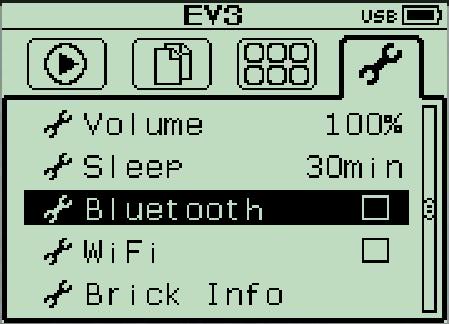 EV3 USB
Volume 100%
Sleep 30min
Bluetooth
WiFi
Brick Info